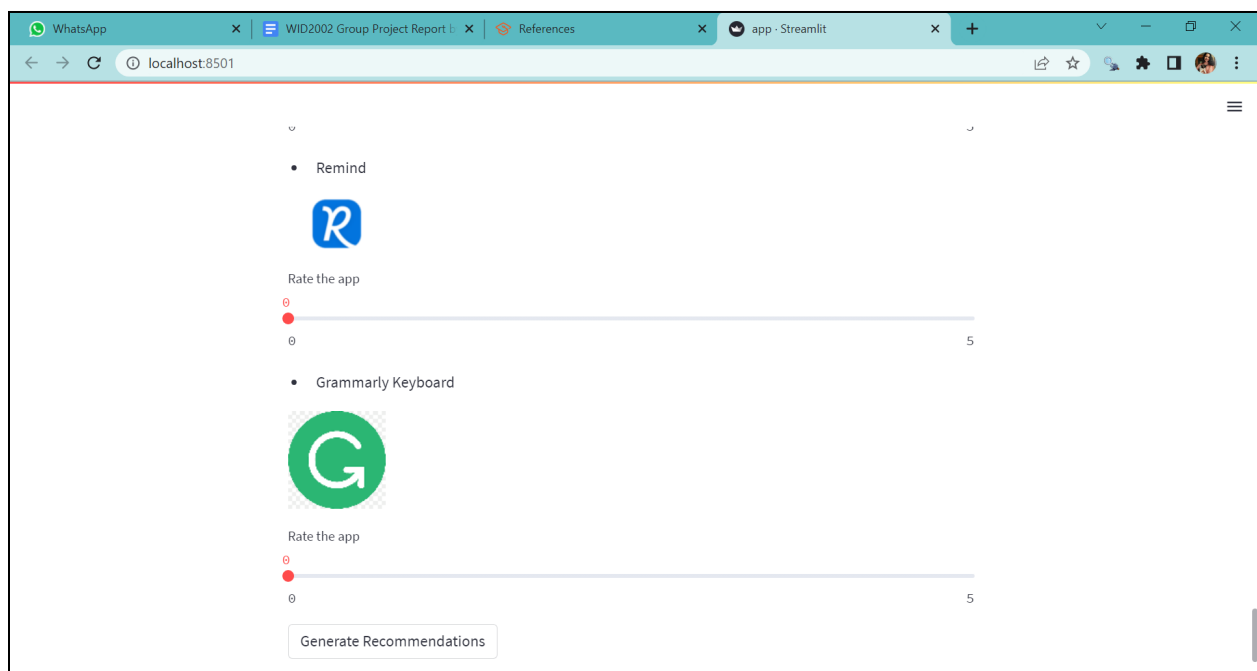 WhatsApp
WID2002 Group Project Report b
References
app · Streamlit
localhost:8501
0 5
Remind
R
Rate the app
0
0 5
Grammarly Keyboard
G
Rate the app
0
0 5
Generate Recommendations